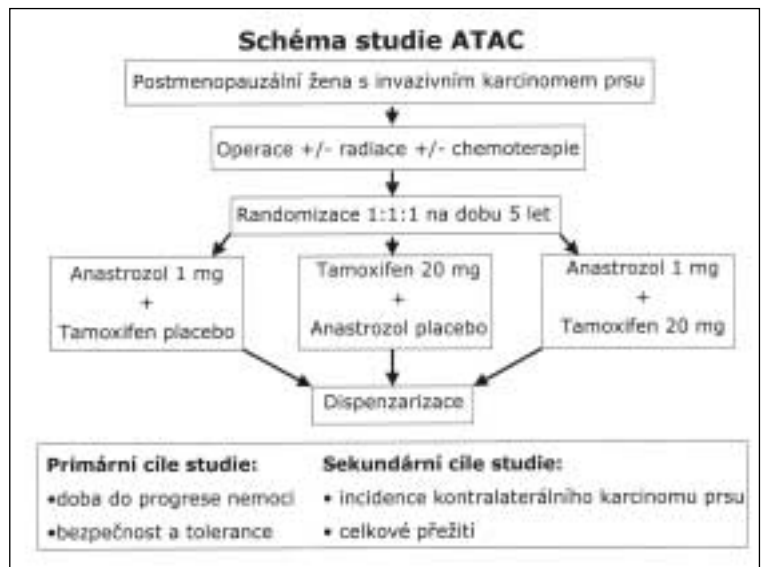 Schéma studie ATAC
Postmenopauzální žena s invazivním karcinomem prsu
Operace +/- radiace +/- chemoterapie
Randomizace 1:1:1 na dobu 5 let
Anastrozol 1 mg
+
Tamoxifen placebo
Tamoxifen 20 mg
+
Anastrozol placebo
Anastrozol 1 mg
+
Tamoxifen 20 mg
Dispenzarizace
Primární cíle studie:
•doba do progrese nemoci
•bezpečnost a tolerance
Sekundární cíle studie:
• incidence kontralaterálního karcinomu prsu
• celkové přežití